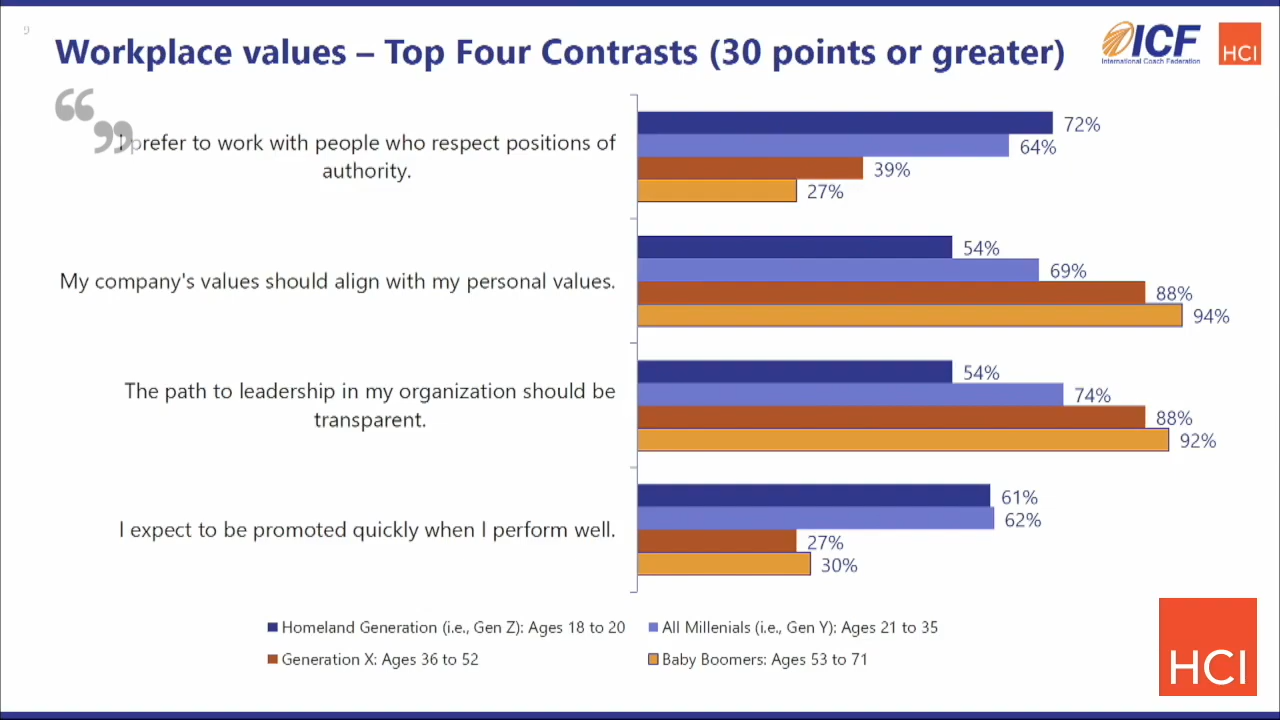 Workplace values – Top Four Contrasts (30 points or greater)
ICF
International Coach Federation
HCI
“ ”
I prefer to work with people who respect positions of
authority.
72%
64%
39%
27%
My company's values should align with my personal values.
54%
69%
88%
94%
The path to leadership in my organization should be
transparent.
54%
74%
88%
92%
I expect to be promoted quickly when I perform well.
61%
62%
27%
30%
Homeland Generation (i.e., Gen Z): Ages 18 to 20
All Millenials (i.e., Gen Y): Ages 21 to 35
Generation X: Ages 36 to 52
Baby Boomers: Ages 53 to 71
HCI